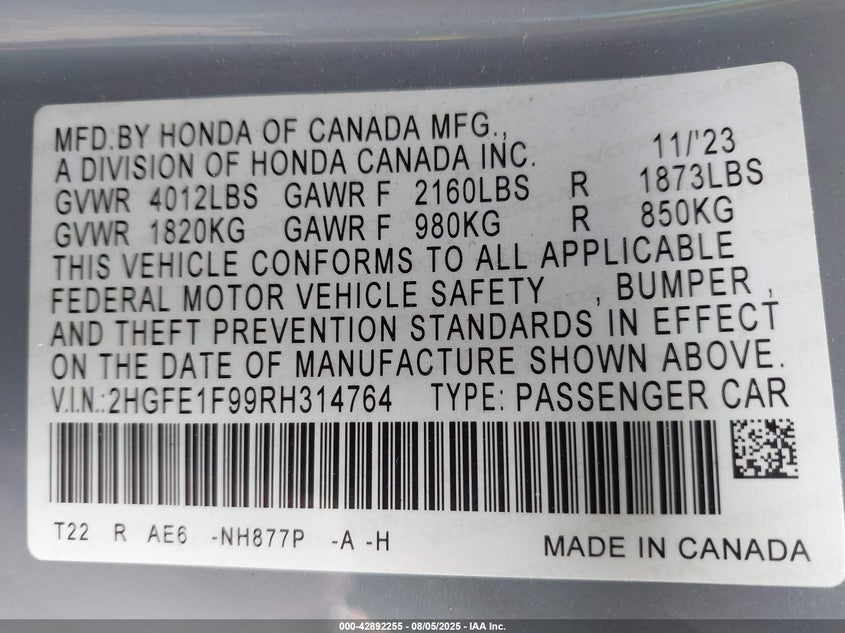 MFD.BY HONDA OF CANADA MFG.,
A DIVISION OF HONDA CANADA INC. 11/'23
GVWR 4012LBS GAWR F 2160LBS R 1873LBS
GVWR 1820KG GAWR F 980KG R 850KG
THIS VEHICLE CONFORMS TO ALL APPLICABLE
FEDERAL MOTOR VEHICLE SAFETY , BUMPER ,
AND THEFT PREVENTION STANDARDS IN EFFECT
ON THE DATE OF MANUFACTURE SHOWN ABOVE.
V.I.N.:2HGFE1F99RH314764 TYPE: PASSENGER CAR
T22 R AE6 -NH877P -A -H
MADE IN CANADA
000-42892255 - 08/05/2025 - IAA Inc.